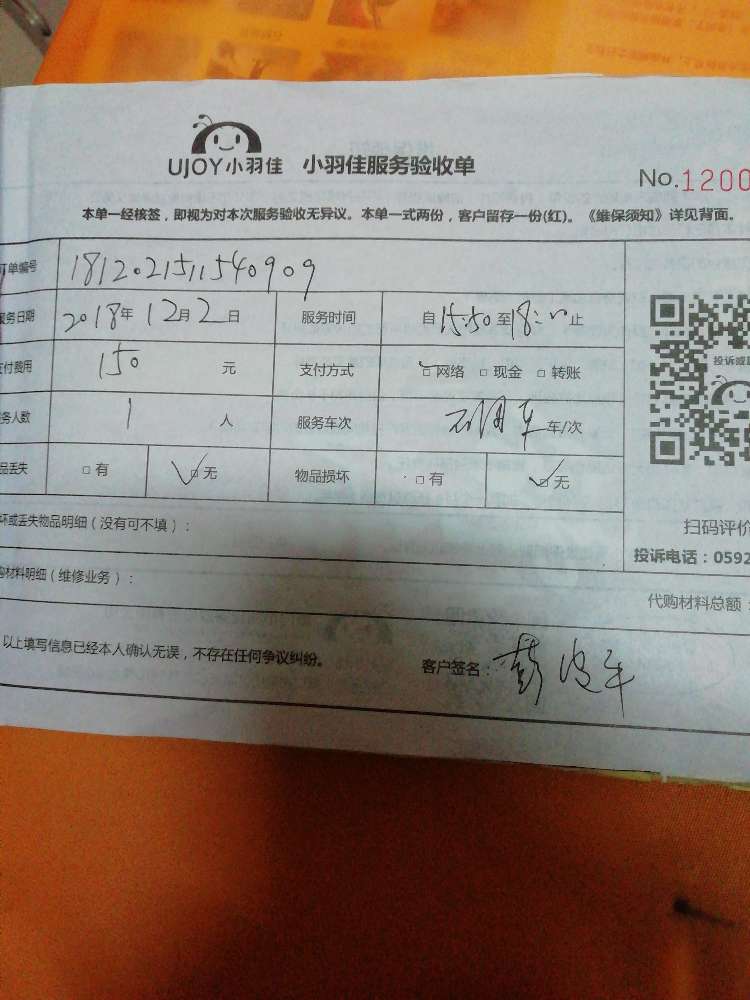 UJOY小羽佳 小羽佳服务验收单 No.1200
本单一经核签，即视为对本次服务验收无异议。本单一式两份，客户留存一份(红)。《维保须知》详见背面。
订单编号 1812021511540909
服务日期 2018年 12月 2日 服务时间 自15:50至18:00止
支付费用 150 元 支付方式 □网络 □现金 □转账
务人数 1 人 服务车次 车/次
品丢失 □有 □无 物品损坏 □有 □无
坏或丢失物品明细（没有可不填）：
扫码评价
投诉电话：0592
购材料明细（维修业务）：
代购材料总额：
以上填写信息已经本人确认无误，不存在任何争议纠纷。 客户签名：彭